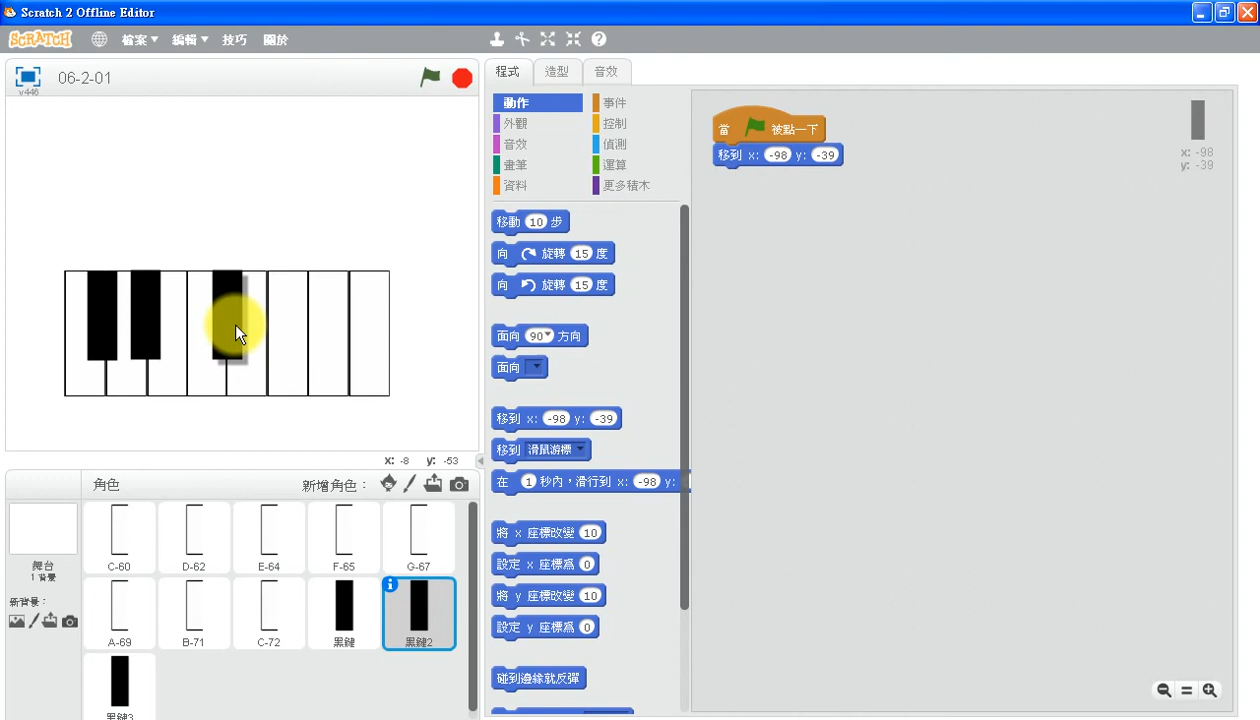 Scratch 2 Offline Editor
SCRATCH 檔案 編輯 技巧 關於
v446 06-2-01
程式 造型 音效
動作 事件
外觀 控制
音效 偵測
畫筆 運算
資料 更多積木
移動 10 步
向 旋轉 15 度
向 旋轉 15 度
面向 90 方向
面向
移到 x: -98 y: -39
移到 滑鼠游標
在 1 秒內，滑行到 x: -98 y:
將 x 座標改變 10
設定 x 座標為 0
將 y 座標改變 10
設定 y 座標為 0
碰到邊緣就反彈
當 被點一下
移到 x: -98 y: -39
x: -98
y: -39
x: -8 y: -53
角色 新增角色：
舞台
1 背景
新背景：
C-60 D-62 E-64 F-65 G-67
A-69 B-71 C-72 黑鍵 黑鍵2
黑鍵3